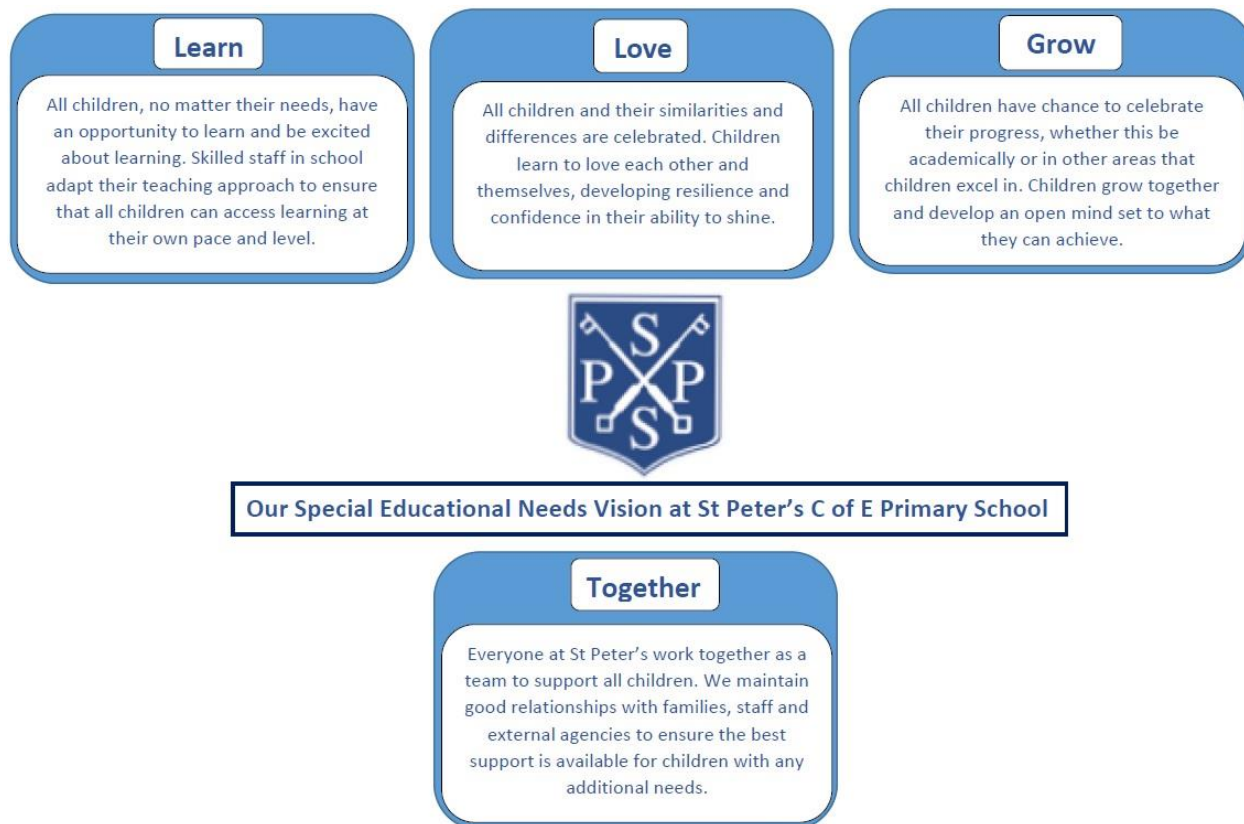 Learn
All children, no matter their needs, have
an opportunity to learn and be excited
about learning. Skilled staff in school
adapt their teaching approach to ensure
that all children can access learning at
their own pace and level.
Love
All children and their similarities and
differences are celebrated. Children
learn to love each other and
themselves, developing resilience and
confidence in their ability to shine.
Grow
All children have chance to celebrate
their progress, whether this be
academically or in other areas that
children excel in. Children grow together
and develop an open mind set to what
they can achieve.
S
P P
S
Our Special Educational Needs Vision at St Peter’s C of E Primary School
Together
Everyone at St Peter’s work together as a
team to support all children. We maintain
good relationships with families, staff and
external agencies to ensure the best
support is available for children with any
additional needs.